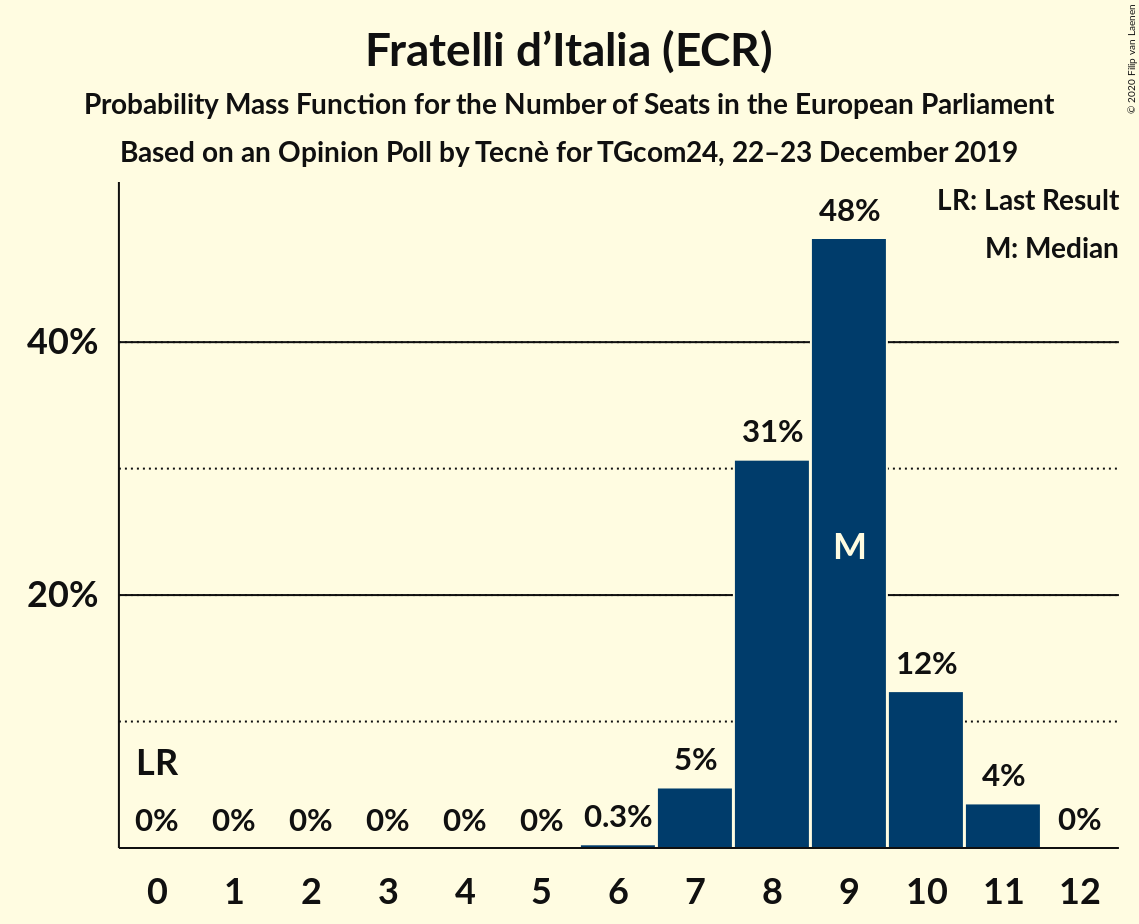 Fratelli d’Italia (ECR)
Probability Mass Function for the Number of Seats in the European Parliament
Based on an Opinion Poll by Tecnè for TGcom24, 22–23 December 2019
© 2020 Filip van Laenen
LR: Last Result
M: Median
48%
40%
31%
M
20%
12%
LR
5%
4%
0% 0% 0% 0% 0% 0% 0.3% 0%
0 1 2 3 4 5 6 7 8 9 10 11 12